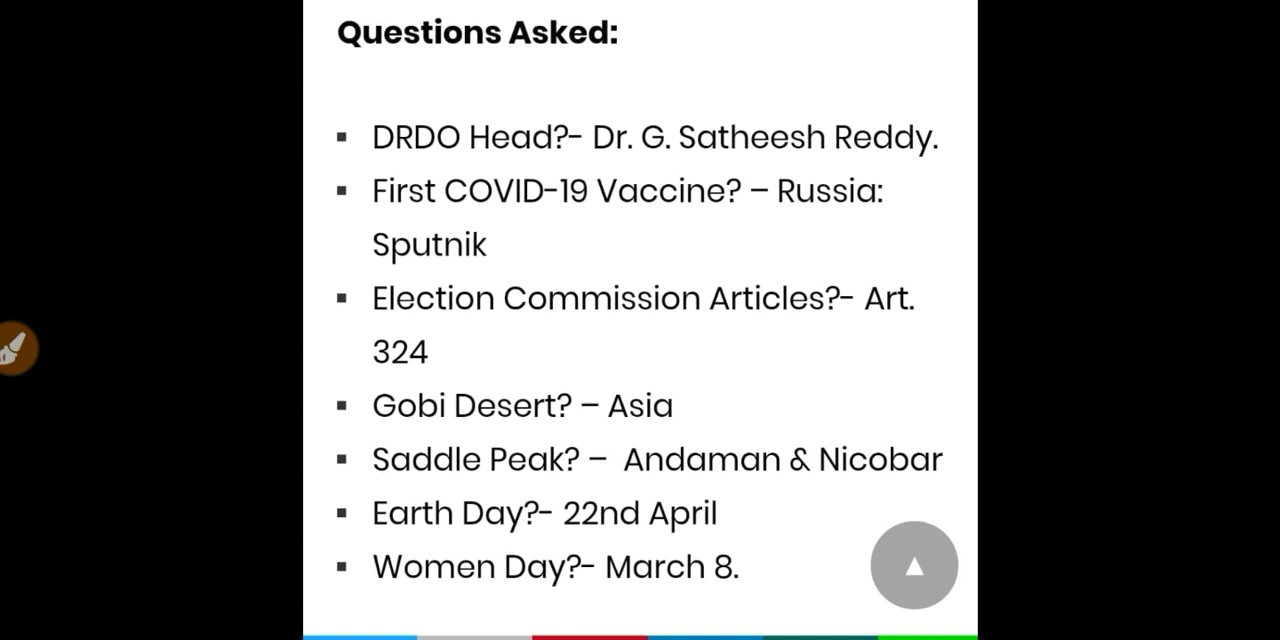 Questions Asked:
DRDO Head?- Dr. G. Satheesh Reddy.
First COVID-19 Vaccine? – Russia:
Sputnik
Election Commission Articles?- Art.
324
Gobi Desert? – Asia
Saddle Peak? – Andaman & Nicobar
Earth Day?- 22nd April
Women Day?- March 8.